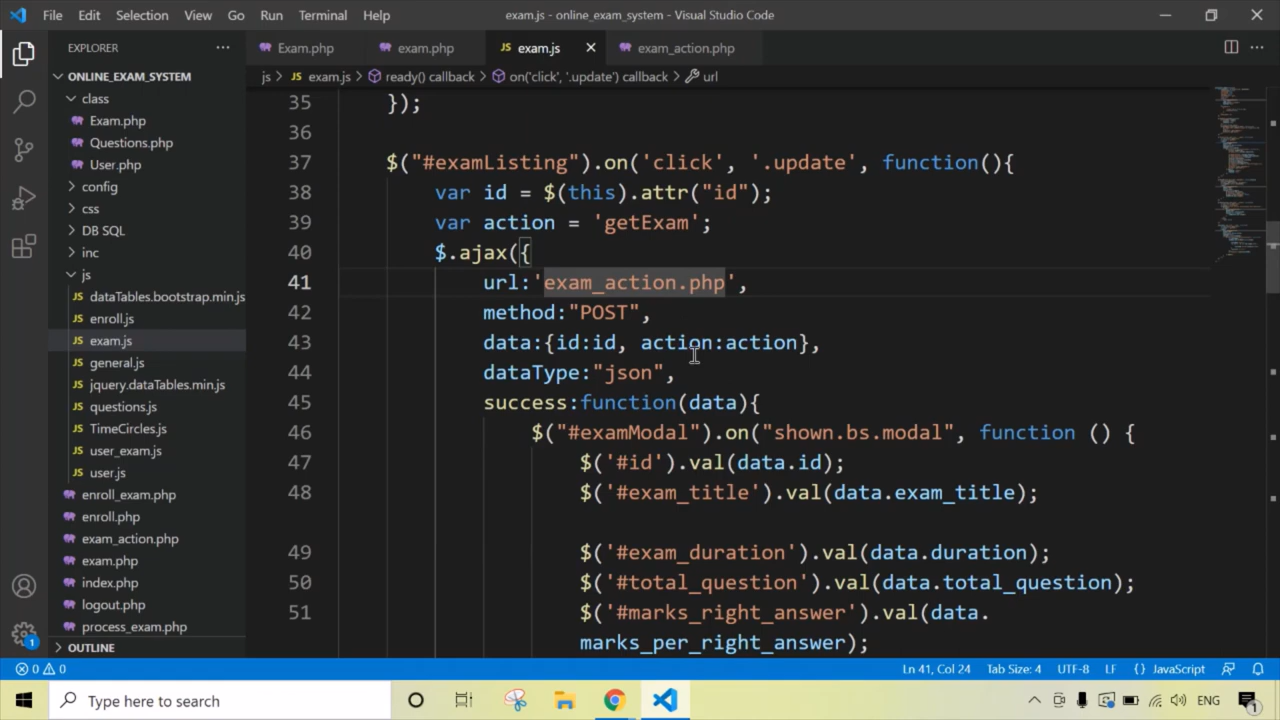 File Edit Selection View Go Run Terminal Help exam.js - online_exam_system - Visual Studio Code
EXPLORER
Exam.php exam.php JS exam.js exam_action.php
js > JS exam.js > ready() callback > on('click', '.update') callback > url
ONLINE_EXAM_SYSTEM
class
Exam.php
Questions.php
User.php
config
css
DB SQL
inc
js
dataTables.bootstrap.min.js
enroll.js
exam.js
general.js
jquery.dataTables.min.js
questions.js
TimeCircles.js
user_exam.js
user.js
enroll_exam.php
enroll.php
exam_action.php
exam.php
index.php
logout.php
process_exam.php
OUTLINE
35 });
36
37 $("#examListing").on('click', '.update', function(){
38 var id = $(this).attr("id");
39 var action = 'getExam';
40 $.ajax({
41 url:'exam_action.php',
42 method:"POST",
43 data:{id:id, action:action},
44 dataType:"json",
45 success:function(data){
46 $("#examModal").on("shown.bs.modal", function () {
47 $('#id').val(data.id);
48 $('#exam_title').val(data.exam_title);
49 $('#exam_duration').val(data.duration);
50 $('#total_question').val(data.total_question);
51 $('#marks_right_answer').val(data.
marks_per_right_answer);
1
0 0 Ln 41, Col 24 Tab Size: 4 UTF-8 LF {} JavaScript
Type here to search ENG 1